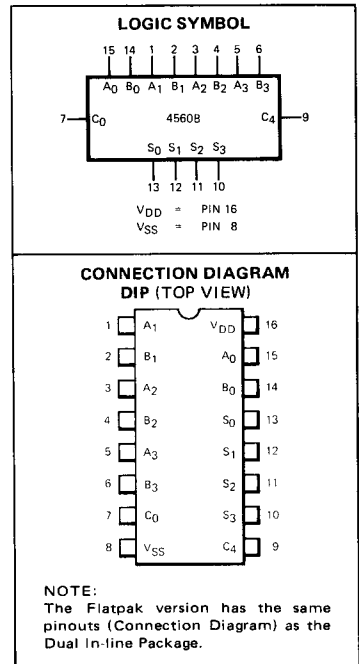 LOGIC SYMBOL
15 14 1 2 3 4 5 6
A0 B0 A1 B1 A2 B2 A3 B3
7 C0 4560B C4 9
S0 S1 S2 S3
13 12 11 10
VDD = PIN 16
VSS = PIN 8
CONNECTION DIAGRAM
DIP (TOP VIEW)
1 A1 VDD 16
2 B1 A0 15
3 A2 B0 14
4 B2 S0 13
5 A3 S1 12
6 B3 S2 11
7 C0 S3 10
8 VSS C4 9
NOTE:
The Flatpak version has the same
pinouts (Connection Diagram) as the
Dual In-line Package.